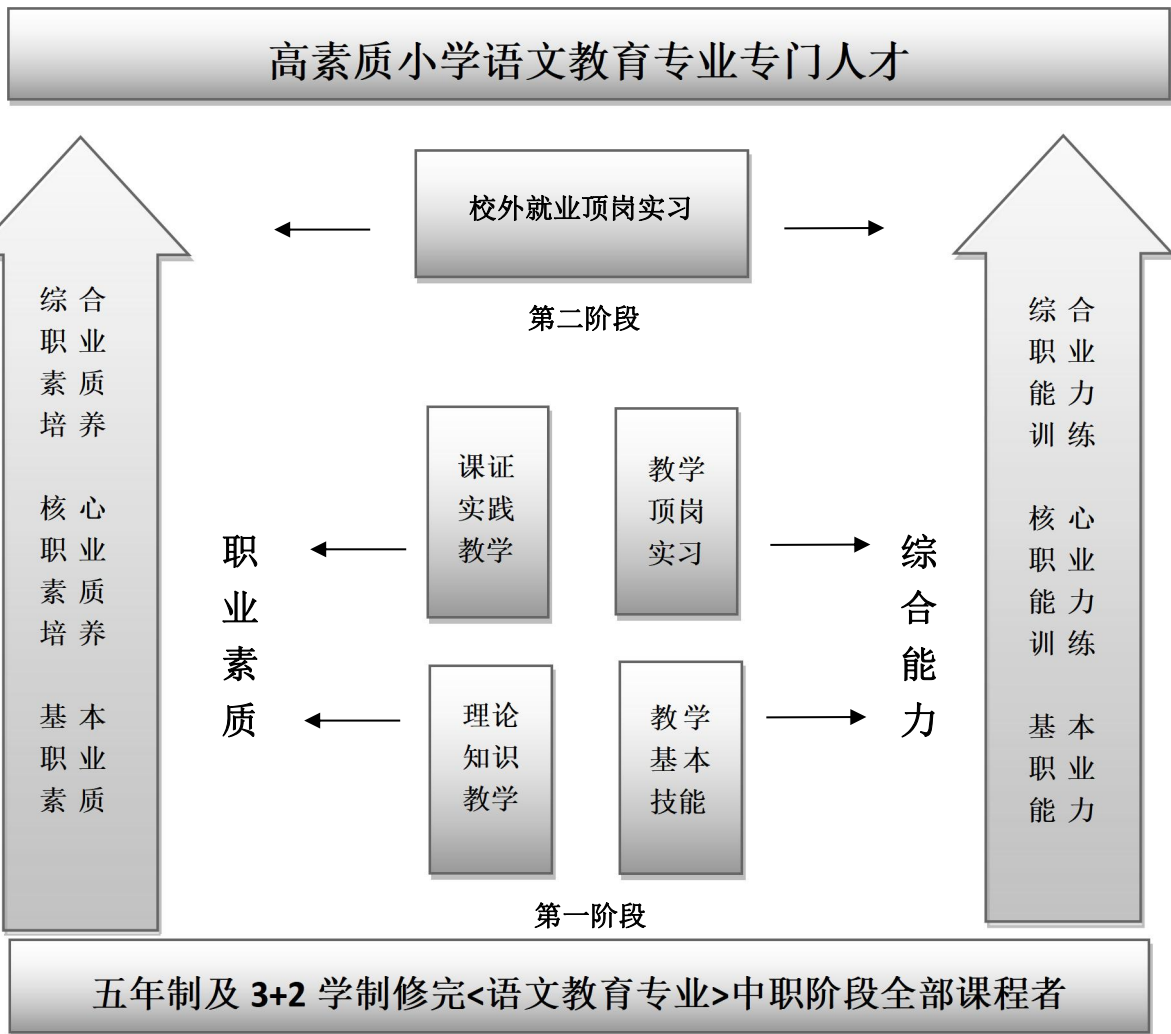 高素质小学语文教育专业专门人才
校外就业顶岗实习
第二阶段
综合
职业
素质
培养
核心
职业
素质
培养
基本
职业
素质
职
业
素
质
课证
实践
教学
教学
顶岗
实习
理论
知识
教学
教学
基本
技能
综
合
能
力
综合
职业
能力
训练
核心
职业
能力
训练
基本
职业
能力
第一阶段
五年制及 3+2 学制修完<语文教育专业>中职阶段全部课程者